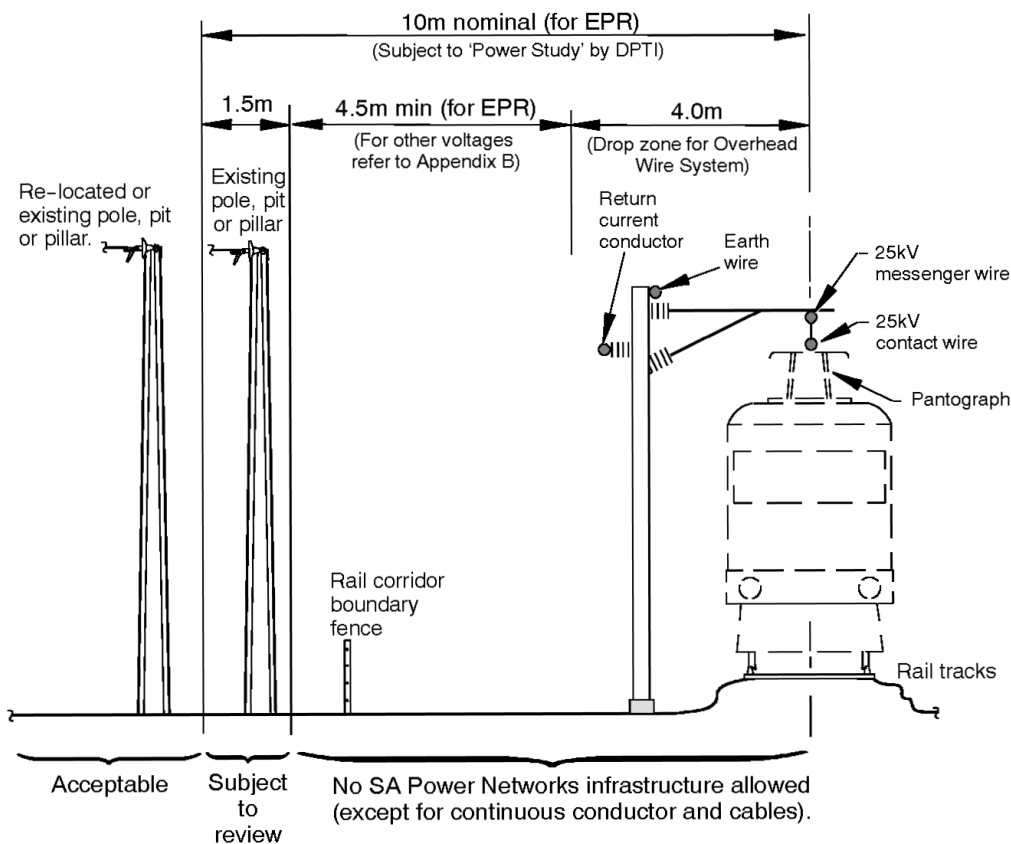 10m nominal (for EPR)
(Subject to ‘Power Study’ by DPTI)
1.5m
4.5m min (for EPR)
4.0m
(For other voltages
refer to Appendix B)
(Drop zone for Overhead
Wire System)
Re-located or
existing pole, pit
or pillar.
Existing
pole, pit
or pillar
Return
current
conductor
Earth
wire
25kV
messenger wire
25kV
contact wire
Pantograph
Rail corridor
boundary
fence
Rail tracks
Acceptable
Subject
to
review
No SA Power Networks infrastructure allowed
(except for continuous conductor and cables).